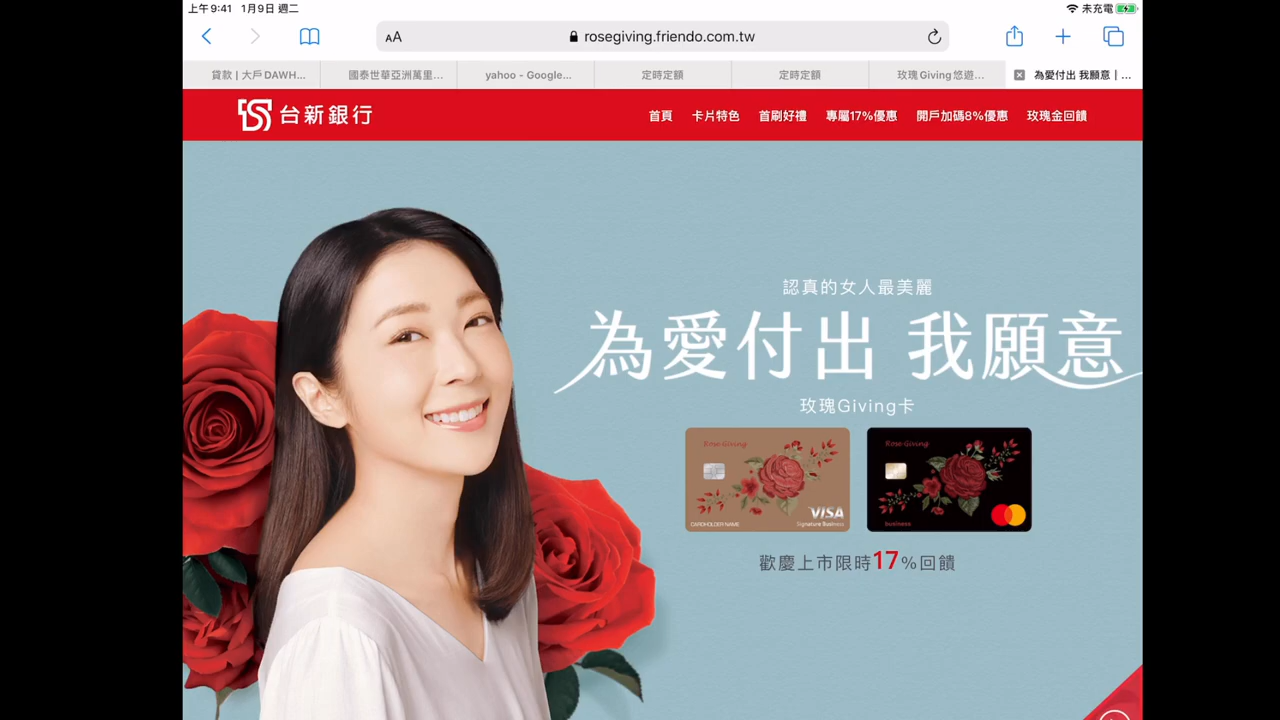 上午9:41 1月9日 週二
未充電
AA
rosegiving.friendo.com.tw
貸款 | 大戶 DAWH...
國泰世華亞洲萬里...
yahoo - Google...
定時定額
定時定額
玫瑰 Giving 悠遊...
為愛付出 我願意 | ...
台新銀行
首頁
卡片特色
首刷好禮
專屬17%優惠
開戶加碼8%優惠
玫瑰金回饋
認真的女人最美麗
為愛付出 我願意
玫瑰Giving卡
Rose Giving
VISA
CARDHOLDER NAME
Signature Business
Rose Giving
business
歡慶上市限時17%回饋